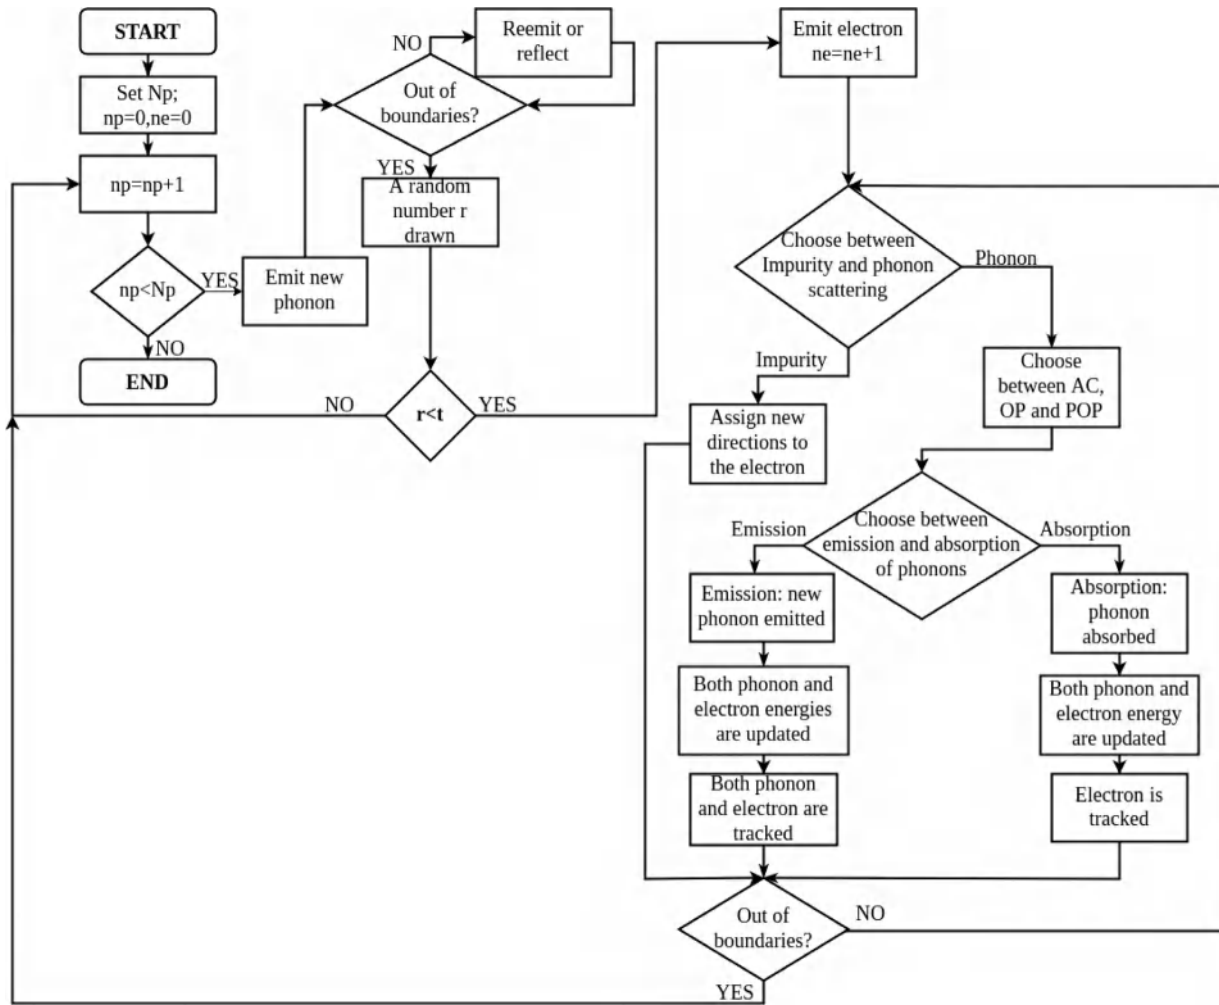 START
Set Np;
np=0,ne=0
np=np+1
np<Np
YES
NO
END
Emit new
phonon
NO
Reemit or
reflect
Out of
boundaries?
YES
A random
number r
drawn
r<t
NO
YES
Emit electron
ne=ne+1
Choose between
Impurity and phonon
scattering
Phonon
Impurity
Assign new
directions to
the electron
Choose
between AC,
OP and POP
Choose between
emission and absorption
of phonons
Emission
Absorption
Emission: new
phonon emitted
Both phonon and
electron energies
are updated
Both phonon
and electron are
tracked
Absorption:
phonon
absorbed
Both phonon and
electron energy
are updated
Electron is
tracked
Out of
boundaries?
NO
YES